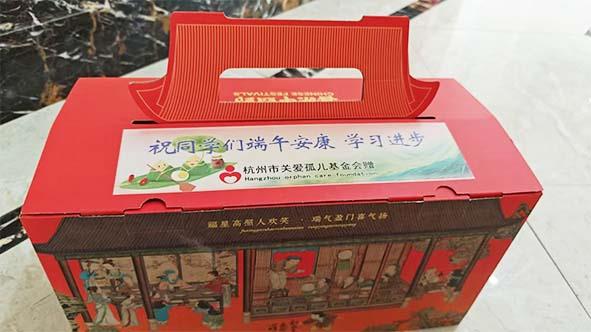 CHINESE FESTIVALS
祝同学们端午安康 学习进步
杭州市关爱孤儿基金会赠
Hangzhou orphan care foundation
福星高照人欢笑·瑞气盈门喜气扬